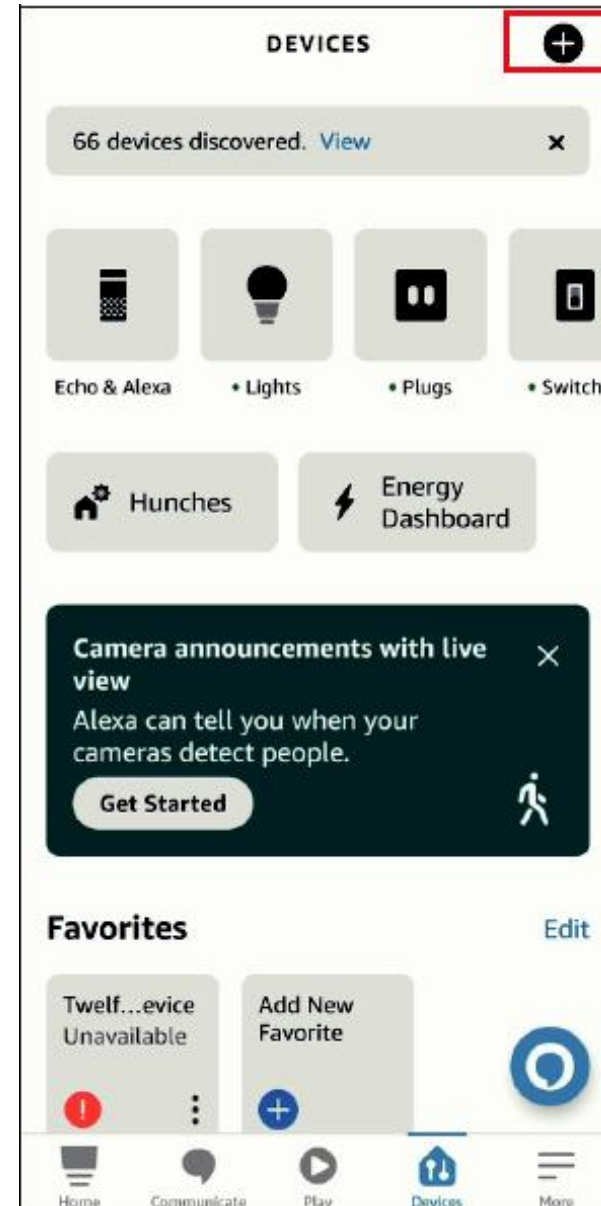 DEVICES
66 devices discovered. View
Echo & Alexa
Lights
Plugs
Switch
Hunches
Energy
Dashboard
Camera announcements with live
view
Alexa can tell you when your
cameras detect people.
Get Started
Favorites
Edit
Twelf...evice
Unavailable
Add New
Favorite
Home
Communicate
Play
Devices
More